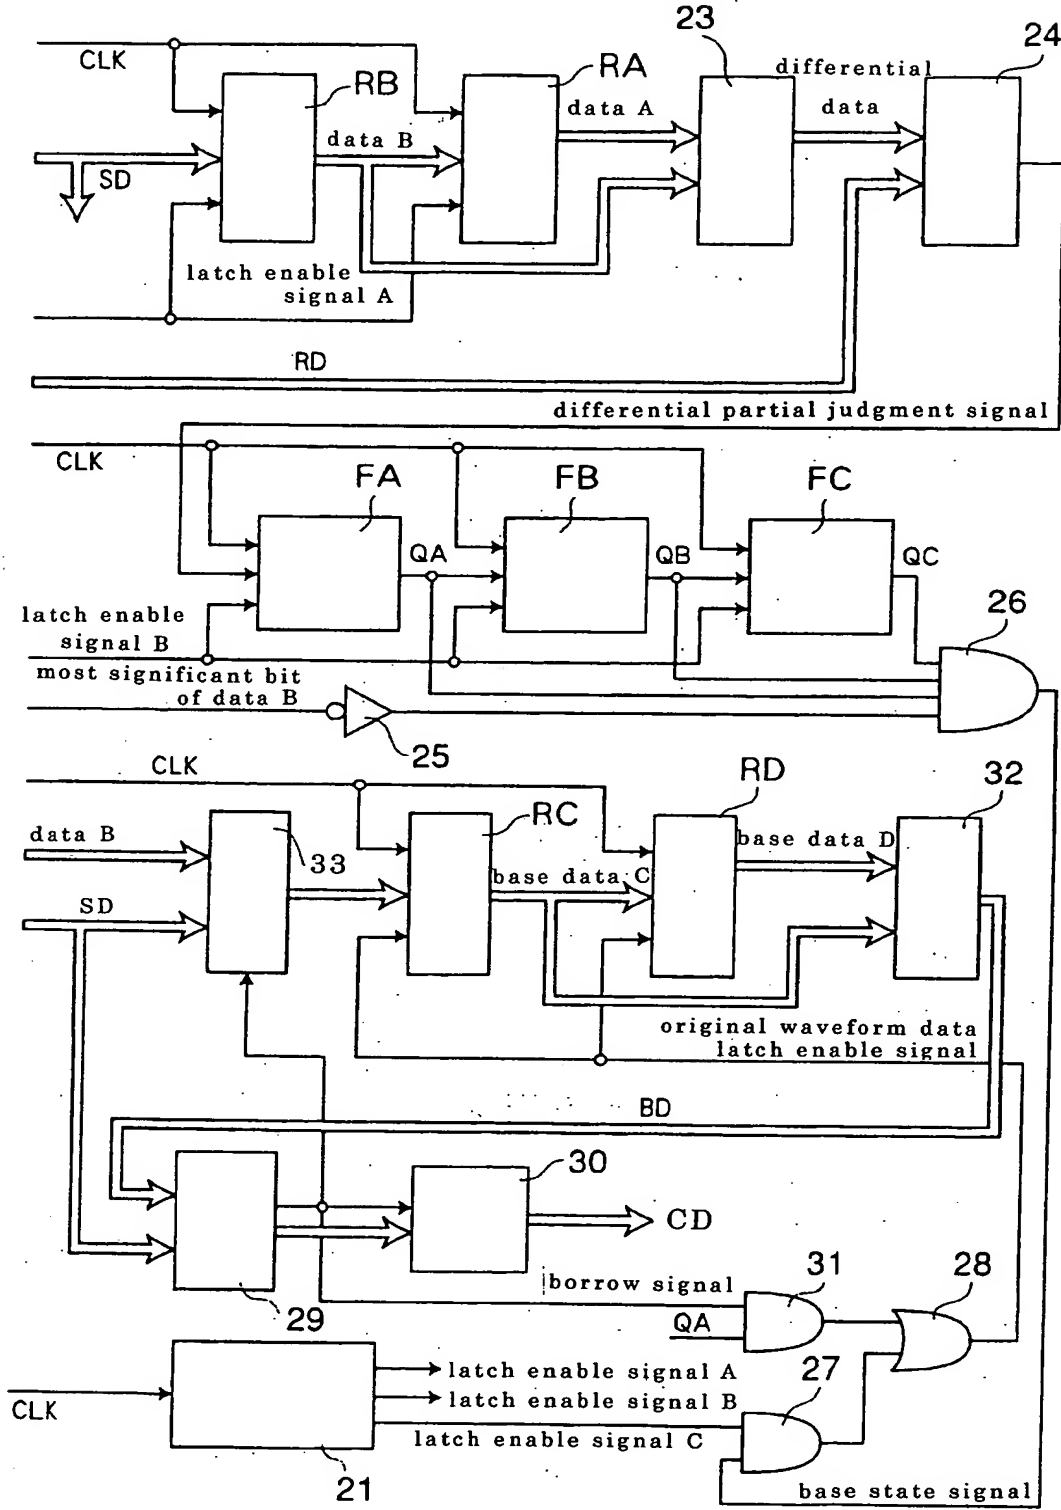 23
24
CLK
RB
RA
differential
data A
data
data B
SD
latch enable
signal A
RD
differential partial judgment signal
CLK
FA
FB
FC
QA
QB
QC
26
latch enable
signal B
most significant bit
of data B
25
CLK
RD
32
RC
data B
33
base data D
base data C
SD
original waveform data
latch enable signal
BD
30
CD
borrow signal
31
28
29
QA
latch enable signal A
27
latch enable signal B
CLK
latch enable signal C
21
base state signal